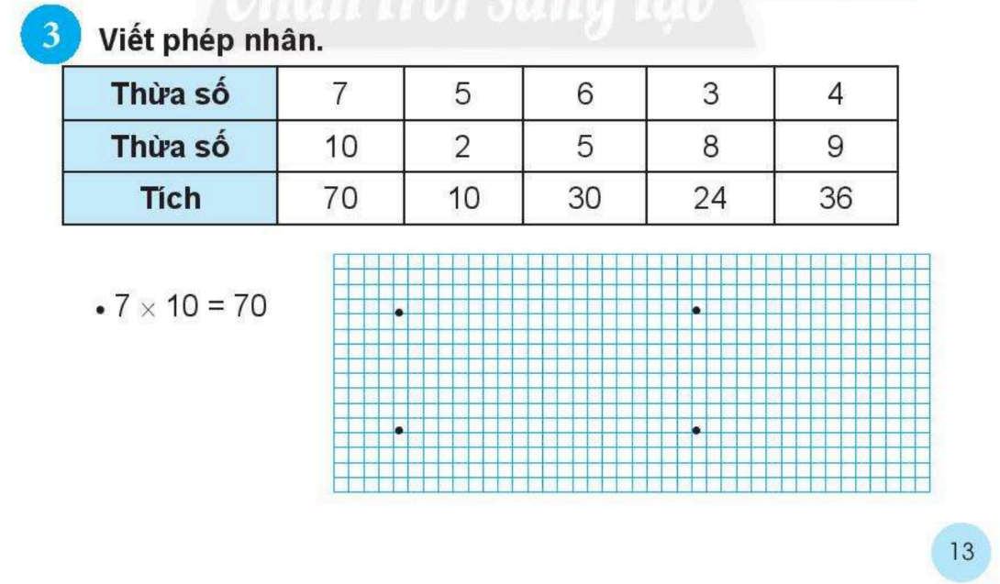 Chân trời sáng tạo
3 Viết phép nhân.
Thừa số 7 5 6 3 4
Thừa số 10 2 5 8 9
Tích 70 10 30 24 36
• 7 × 10 = 70
13